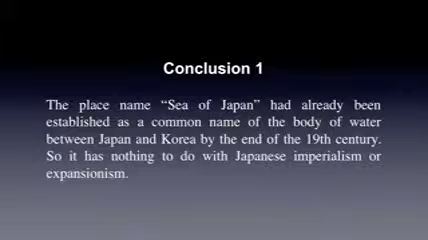 Conclusion 1
The place name “Sea of Japan” had already been
established as a common name of the body of water
between Japan and Korea by the end of the 19th century.
So it has nothing to do with Japanese imperialism or
expansionism.